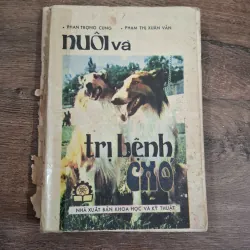 • PHAN TRỌNG CUNG. • PHẠM THỊ XUÂN VÂN
nuôi và
trị bệnh
CHO
NHÀ XUẤT BẢN KHOA HỌC VÀ KỸ THUẬT